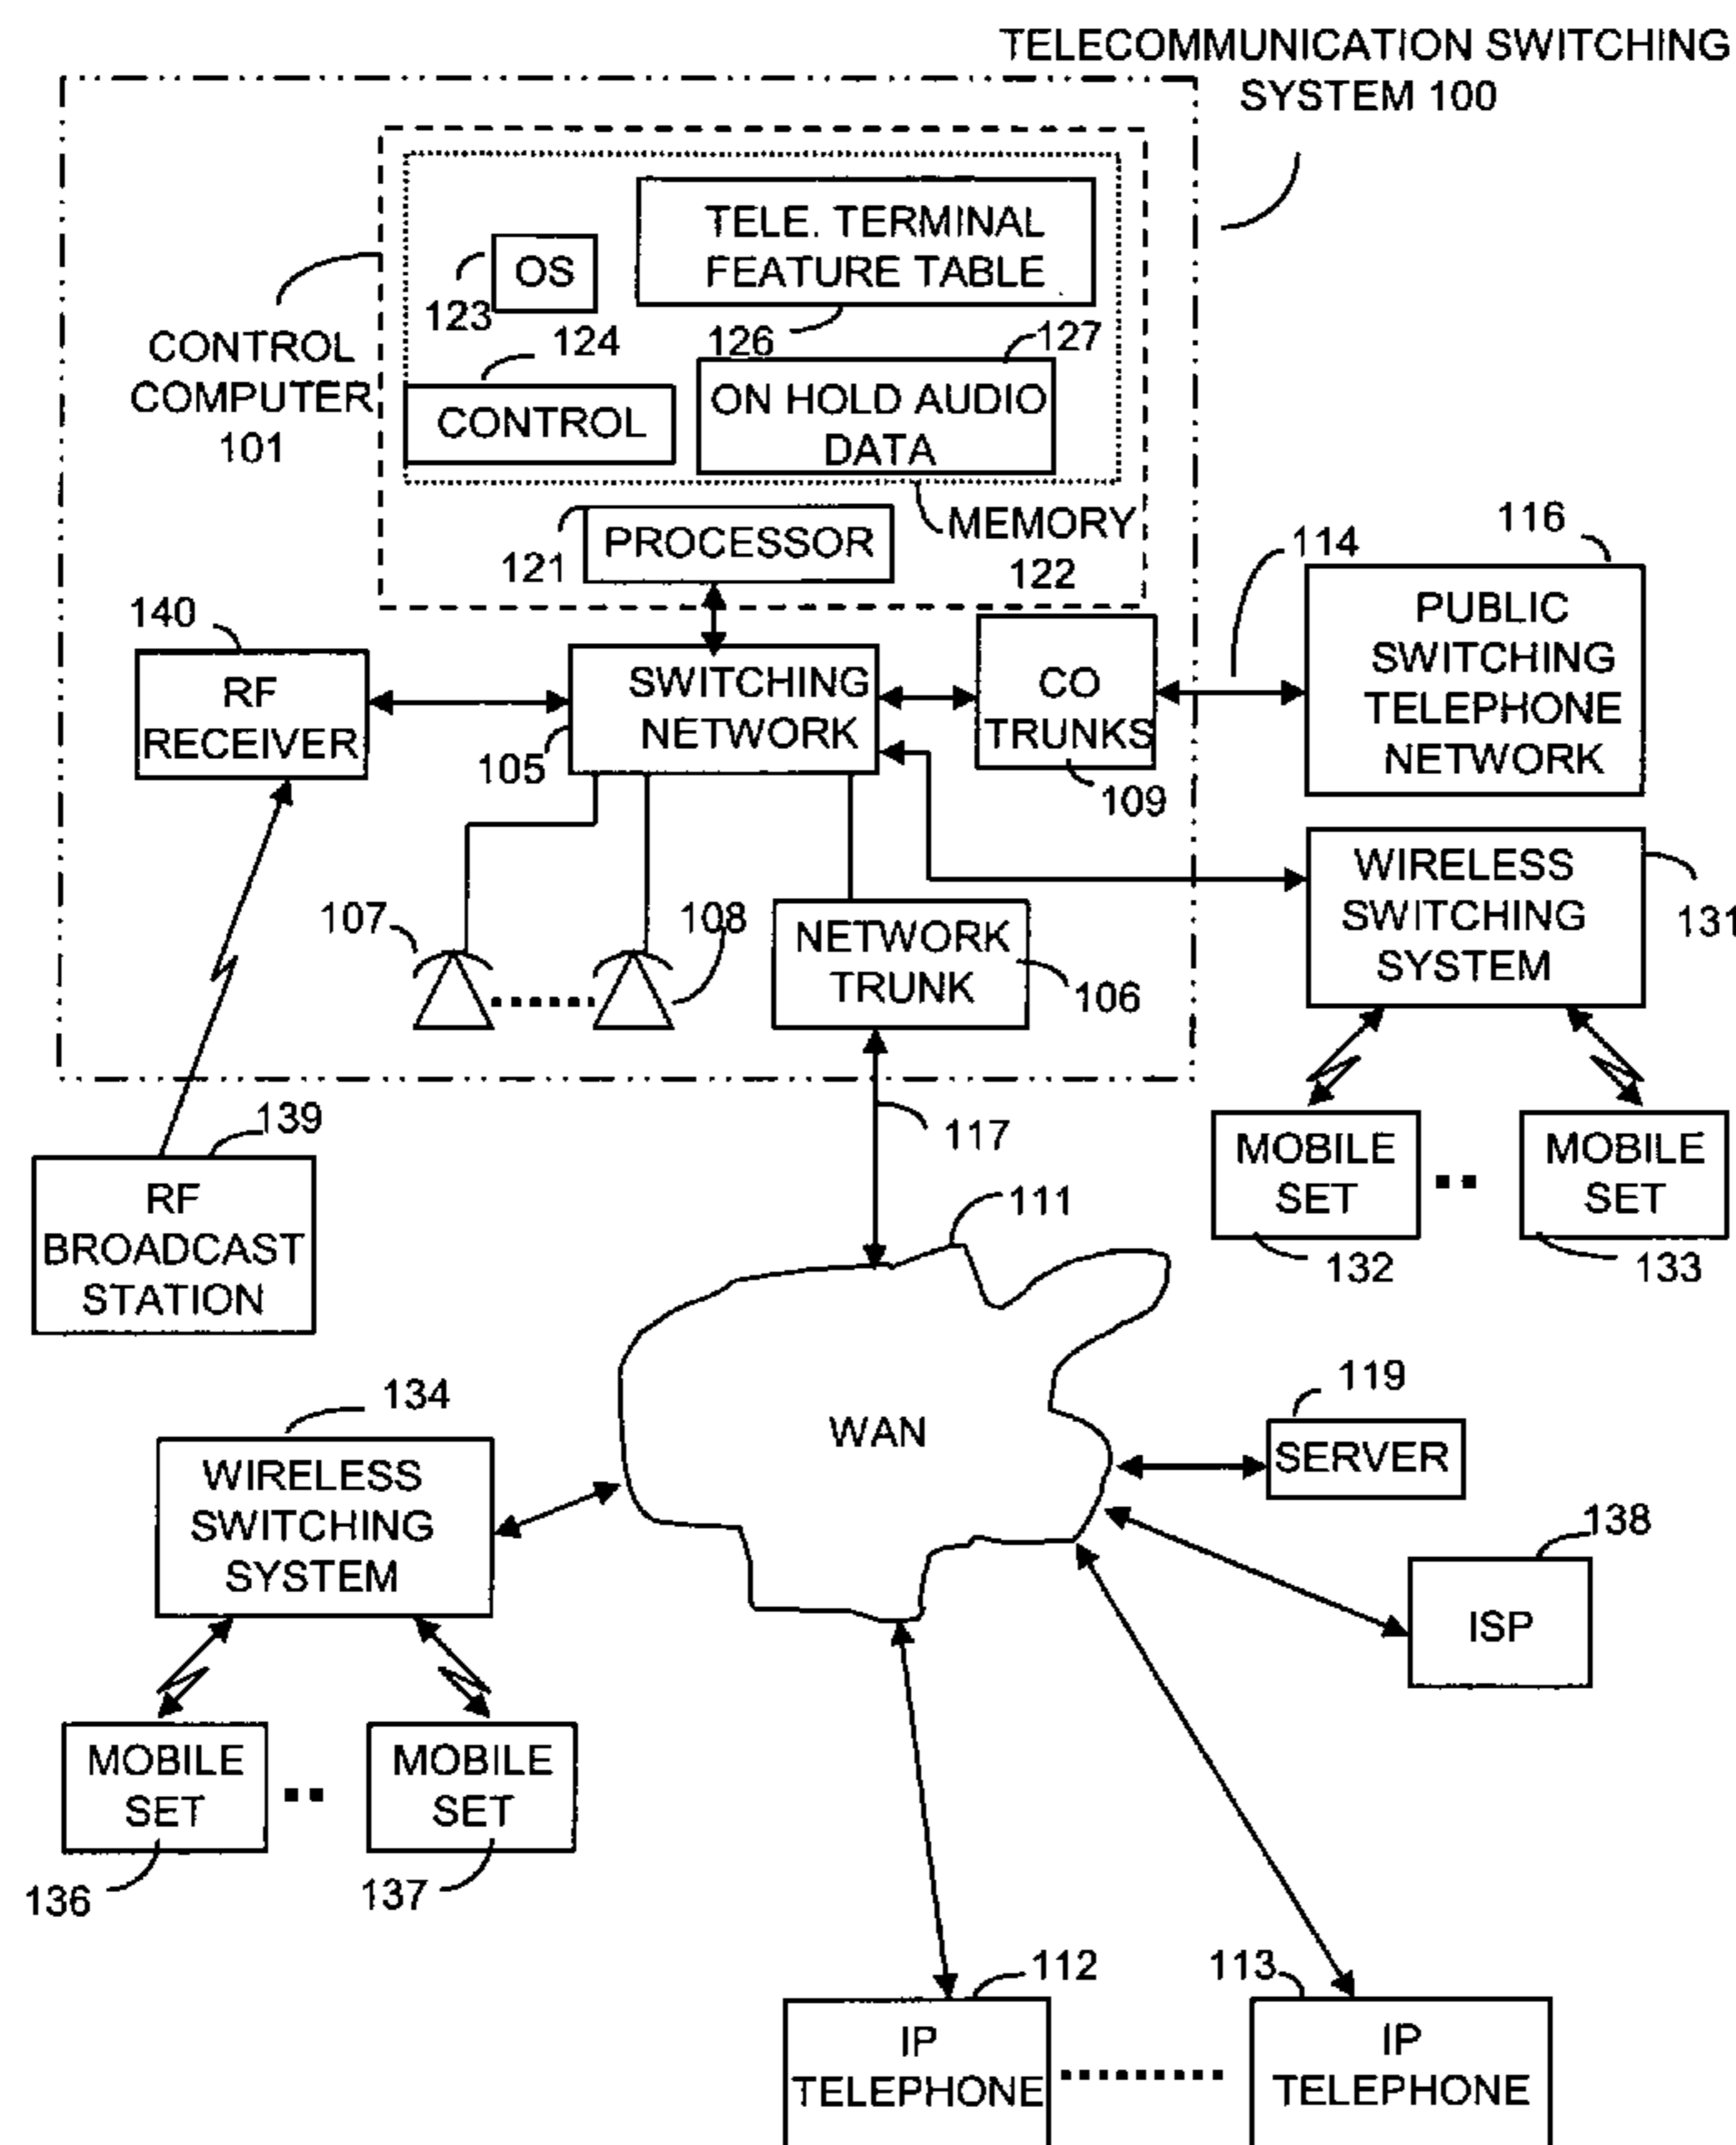 TELECOMMUNICATION SWITCHING
SYSTEM 100
TELE. TERMINAL
FEATURE TABLE
OS
123
126
127
124
CONTROL
COMPUTER
101
CONTROL
ON HOLD AUDIO
DATA
PROCESSOR
121
MEMORY
122
114
116
PUBLIC
SWITCHING
TELEPHONE
NETWORK
140
RF
RECEIVER
SWITCHING
NETWORK
105
CO
TRUNKS
109
WIRELESS
SWITCHING
SYSTEM
131
107
108
NETWORK
TRUNK
106
139
RF
BROADCAST
STATION
117
MOBILE
SET
132
MOBILE
SET
133
111
WAN
119
SERVER
134
WIRELESS
SWITCHING
SYSTEM
138
ISP
MOBILE
SET
136
MOBILE
SET
137
112
IP
TELEPHONE
113
IP
TELEPHONE